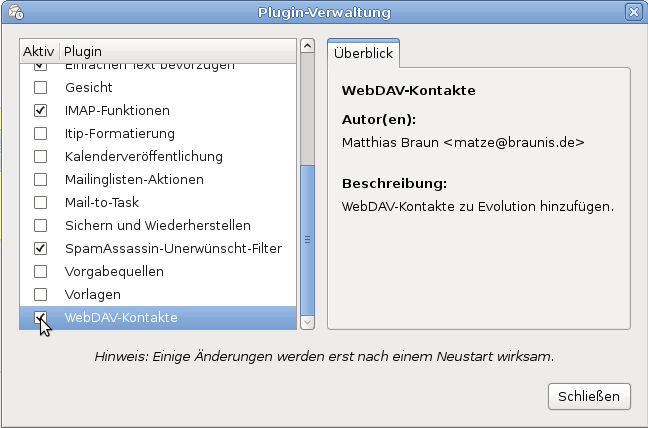 Plugin-Verwaltung
Aktiv Plugin
Einfachen Text bevorzugen
Gesicht
IMAP-Funktionen
Itip-Formatierung
Kalenderveröffentlichung
Mailinglisten-Aktionen
Mail-to-Task
Sichern und Wiederherstellen
SpamAssassin-Unerwünscht-Filter
Vorgabequellen
Vorlagen
WebDAV-Kontakte
Überblick
WebDAV-Kontakte
Autor(en):
Matthias Braun <matze@braunis.de>
Beschreibung:
WebDAV-Kontakte zu Evolution hinzufügen.
Hinweis: Einige Änderungen werden erst nach einem Neustart wirksam.
Schließen